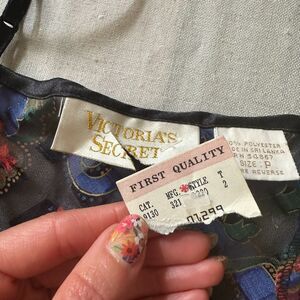 VICTORIA'S
SECRET
100% POLYESTER
MADE IN SRI LANKA
RN 54867
SIZE: P
REVERSE
FIRST QUALITY
CAT. MFG. STYLE T
9130 321 2
01299